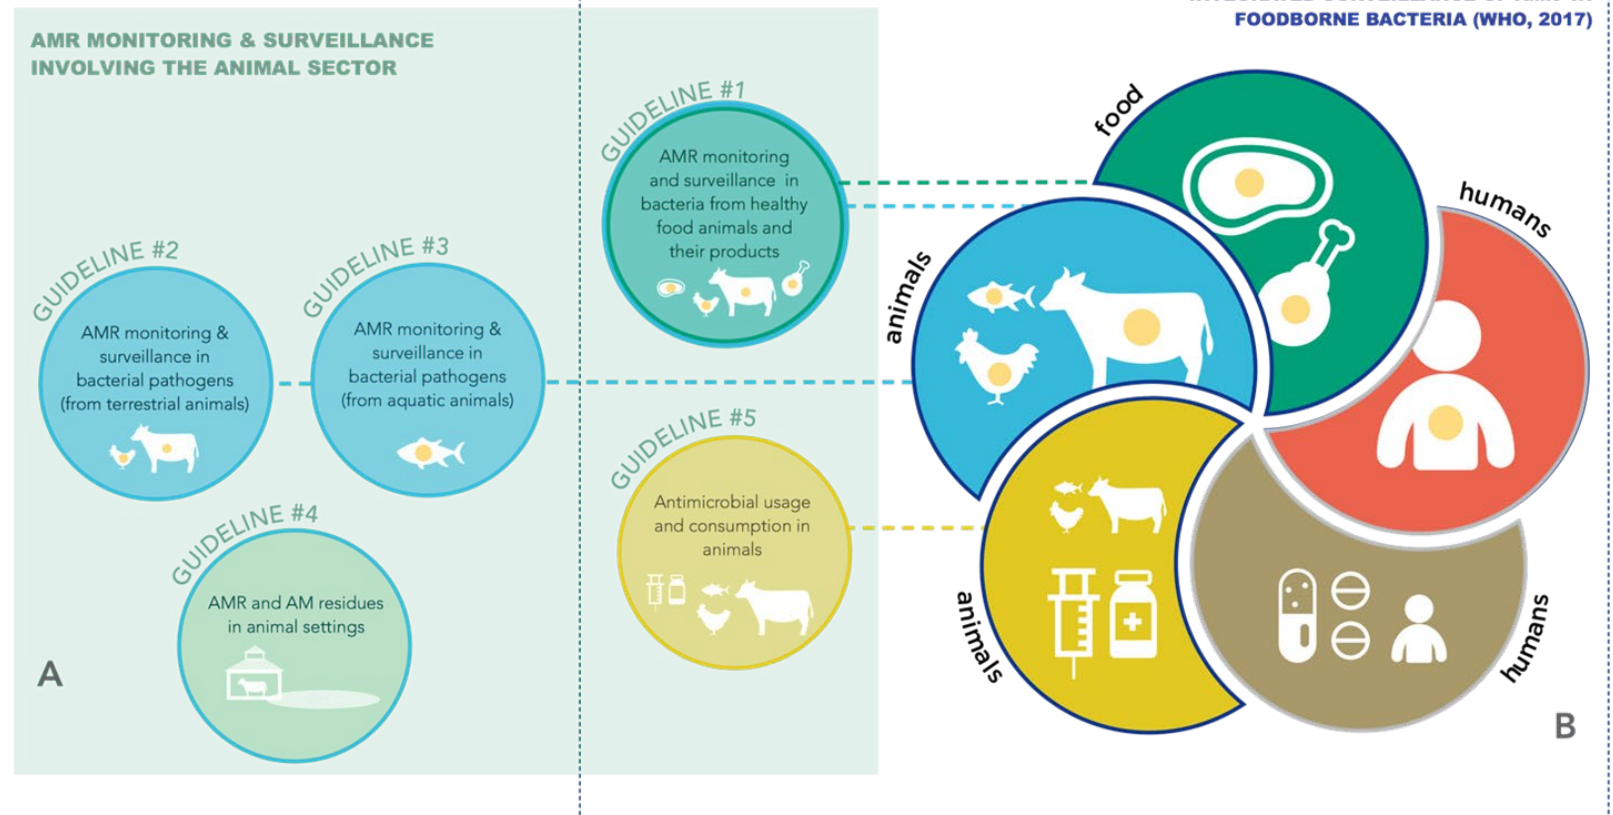 AMR MONITORING & SURVEILLANCE
INVOLVING THE ANIMAL SECTOR
FOODBORNE BACTERIA (WHO, 2017)
GUIDELINE #1
AMR monitoring
and surveillance in
bacteria from healthy
food animals and
their products
GUIDELINE #2
AMR monitoring &
surveillance in
bacterial pathogens
(from terrestrial animals)
GUIDELINE #3
AMR monitoring &
surveillance in
bacterial pathogens
(from aquatic animals)
GUIDELINE #4
AMR and AM residues
in animal settings
GUIDELINE #5
Antimicrobial usage
and consumption in
animals
A
food
humans
animals
animals
humans
B